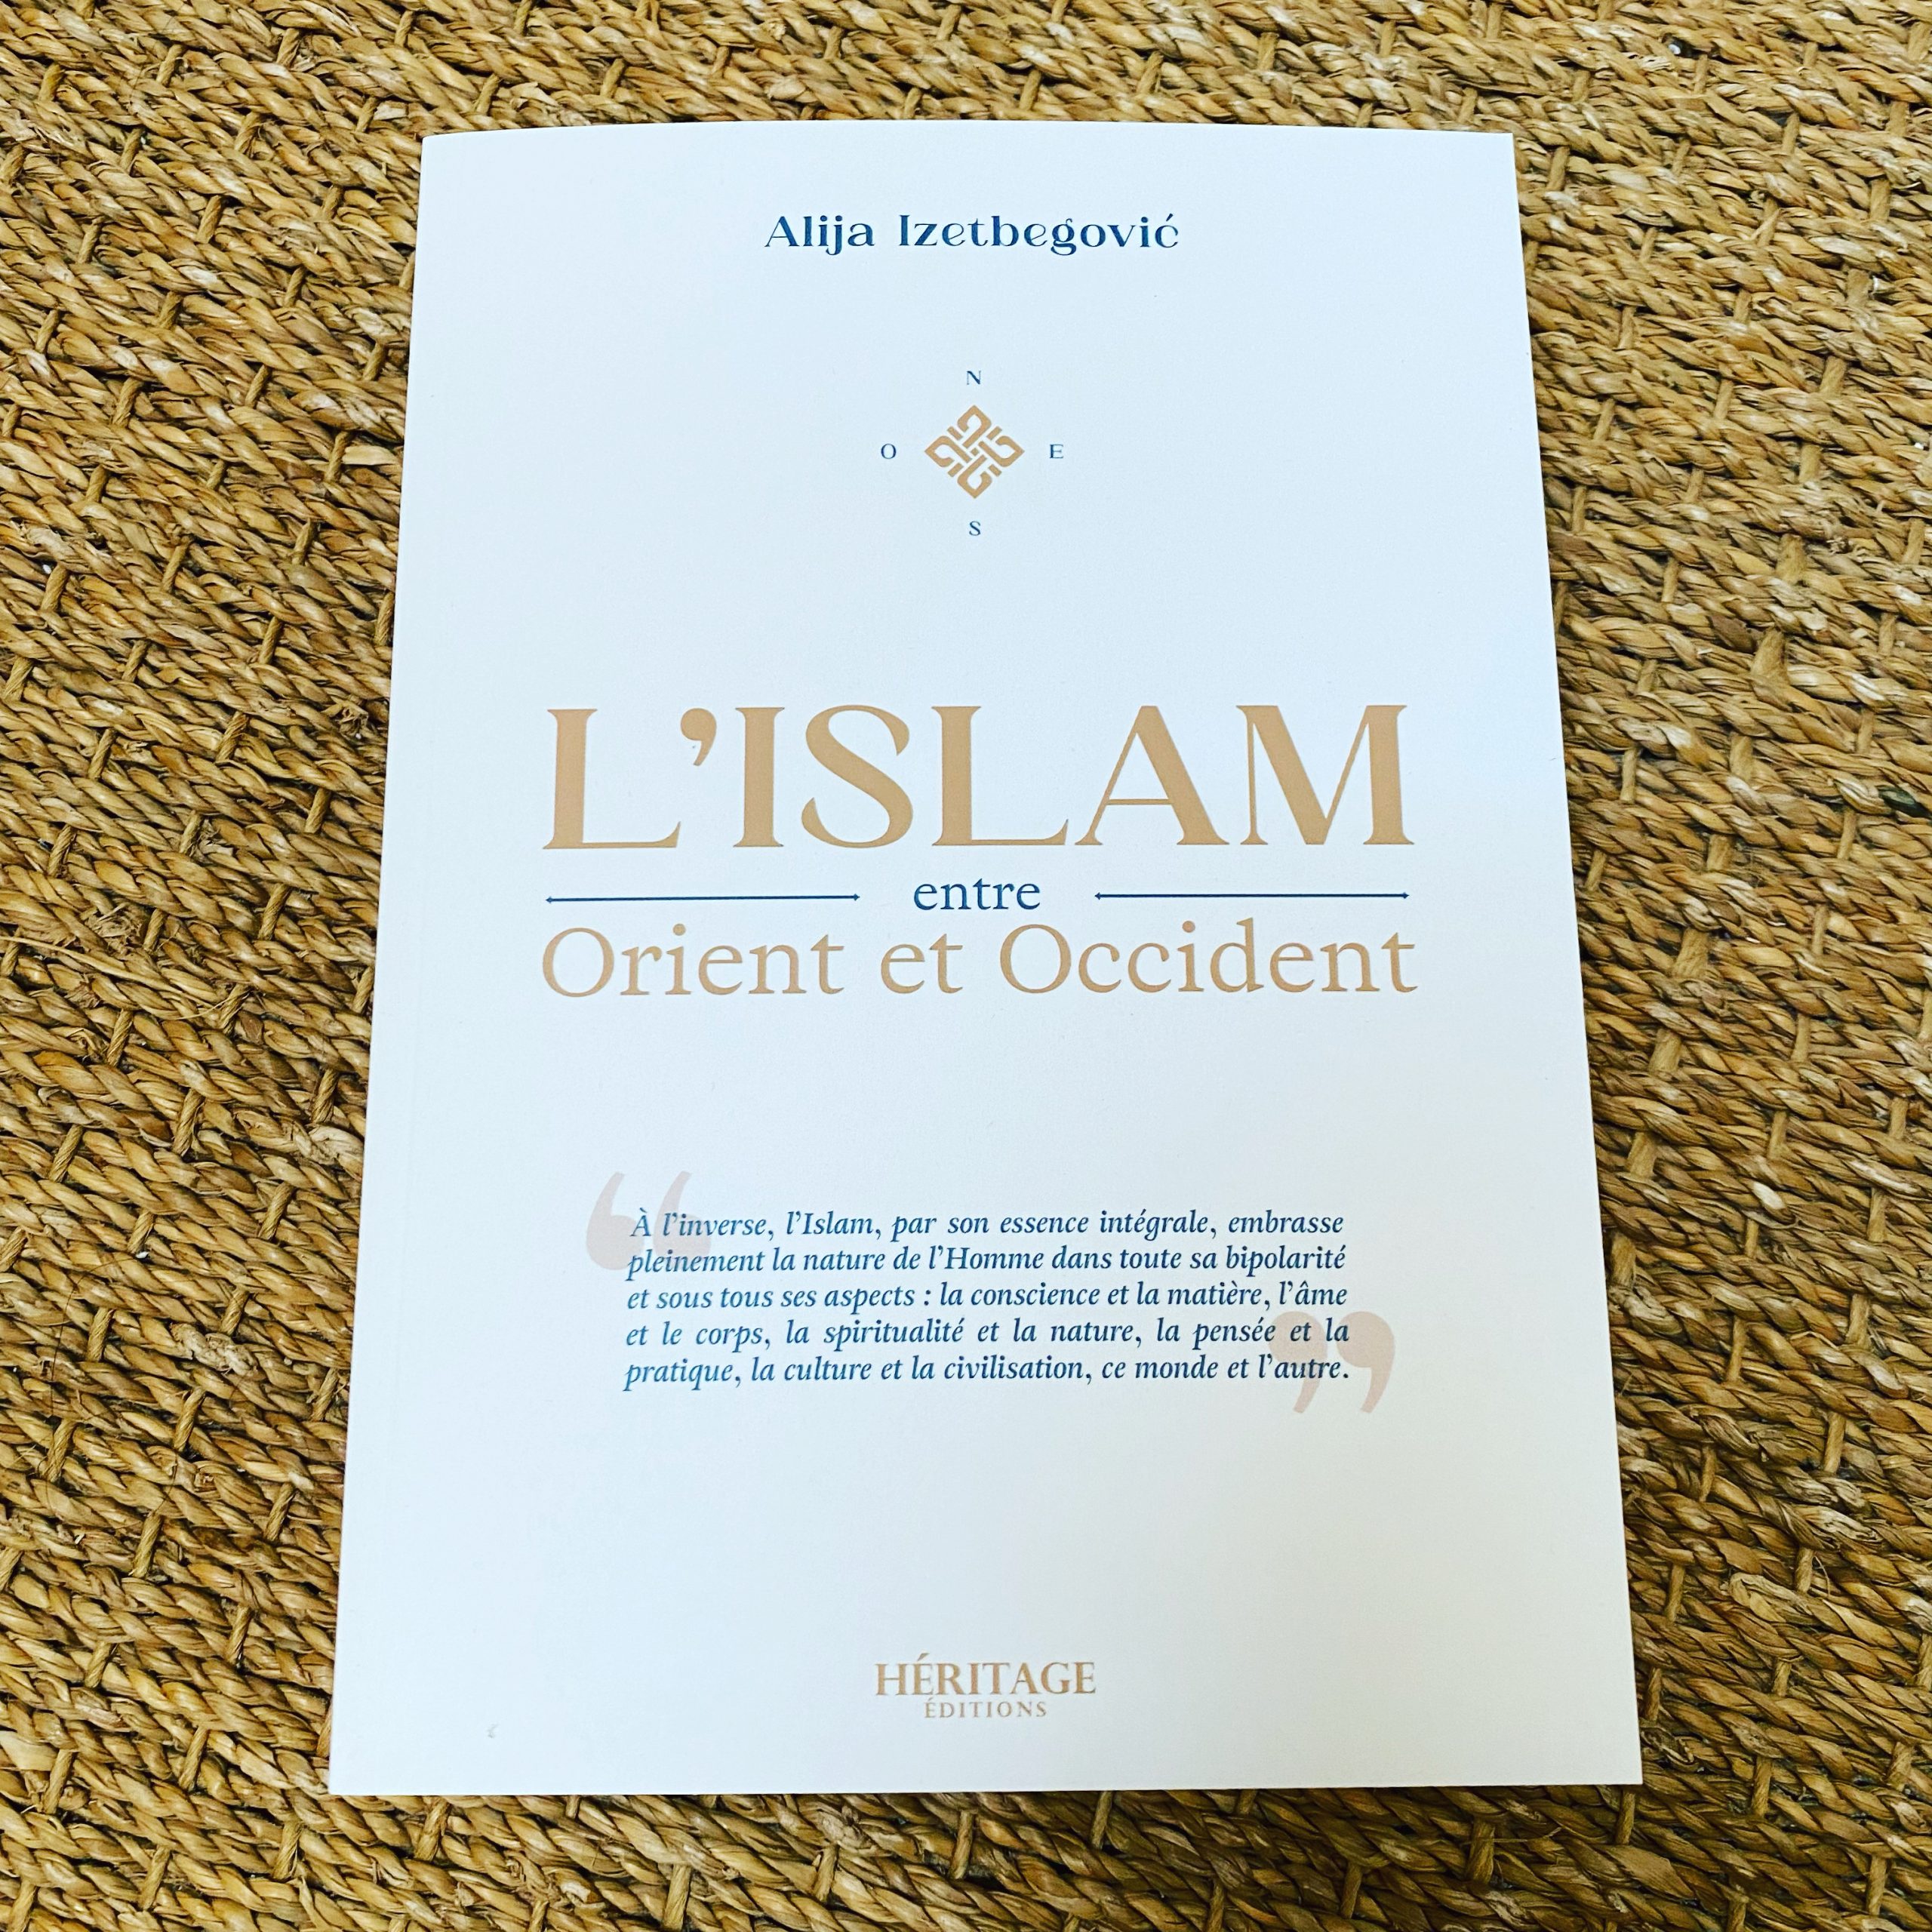 Alija Izetbegović
N
O E
S
L'ISLAM
entre
Orient et Occident
“
À l'inverse, l'Islam, par son essence intégrale, embrasse
pleinement la nature de l'Homme dans toute sa bipolarité
et sous tous ses aspects : la conscience et la matière, l'âme
et le corps, la spiritualité et la nature, la pensée et la
pratique, la culture et la civilisation, ce monde et l'autre.
”
HÉRITAGE
ÉDITIONS